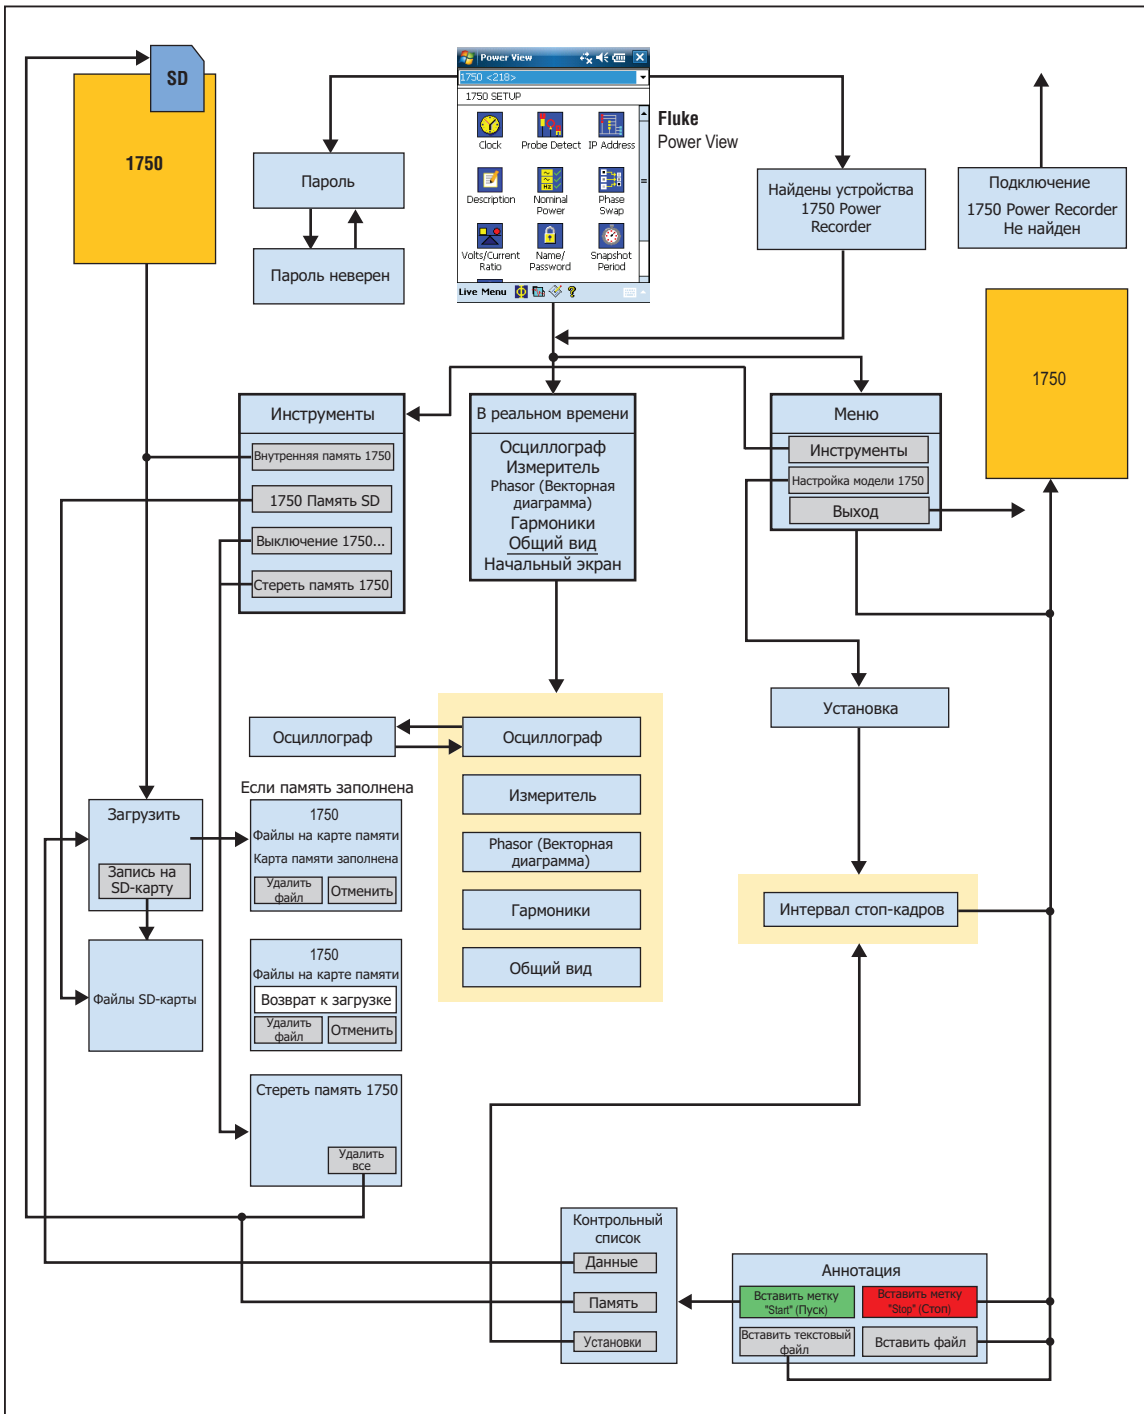 SD
1750
Power View
1750 <218>
1750 SETUP
Clock
Probe Detect
IP Address
Description
Nominal
Power
Phase
Swap
Volts/Current
Ratio
Name/
Password
Snapshot
Period
Live Menu
Fluke
Power View
Пароль
Пароль неверен
Найдены устройства
1750 Power
Recorder
Подключение
1750 Power Recorder
Не найден
1750
Инструменты
Внутренняя память 1750
1750 Память SD
Выключение 1750...
Стереть память 1750
В реальном времени
Осциллограф
Измеритель
Phasor (Векторная
диаграмма)
Гармоники
Общий вид
Начальный экран
Меню
Инструменты
Настройка модели 1750
Выход
Осциллограф
Осциллограф
Измеритель
Phasor (Векторная
диаграмма)
Гармоники
Общий вид
Установка
Интервал стоп-кадров
Загрузить
Запись на
SD-карту
Файлы SD-карты
Если память заполнена
1750
Файлы на карте памяти
Карта памяти заполнена
Удалить
файл
Отменить
1750
Файлы на карте памяти
Возврат к загрузке
Удалить
файл
Отменить
Стереть память 1750
Удалить
все
Контрольный
список
Данные
Память
Установки
Аннотация
Вставить метку
"Start" (Пуск)
Вставить метку
"Stop" (Стоп)
Вставить текстовый
файл
Вставить файл